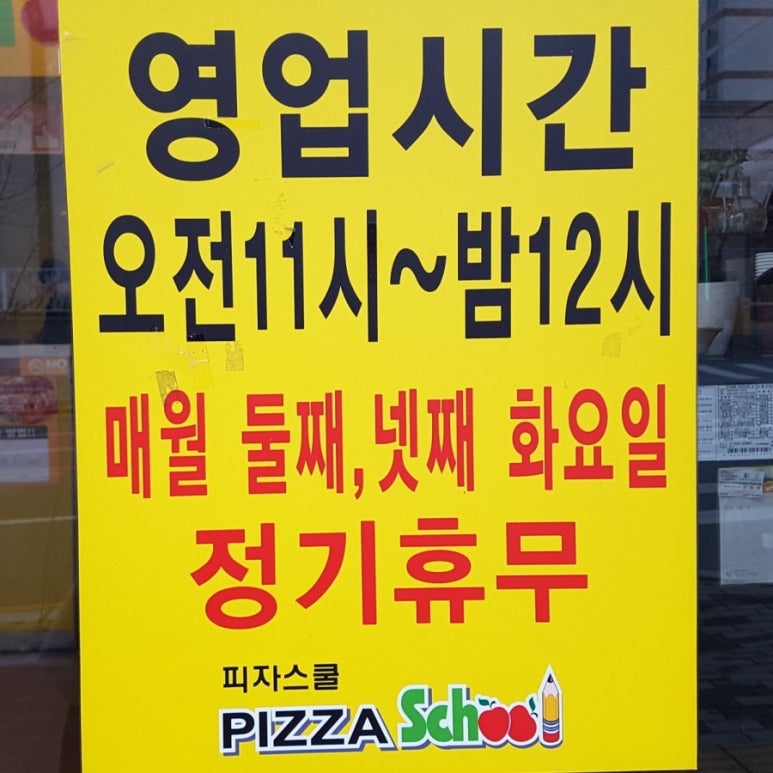 영업시간
오전11시~밤12시
매월 둘째,넷째 화요일
정기휴무
피자스쿨
PIZZA School
NO